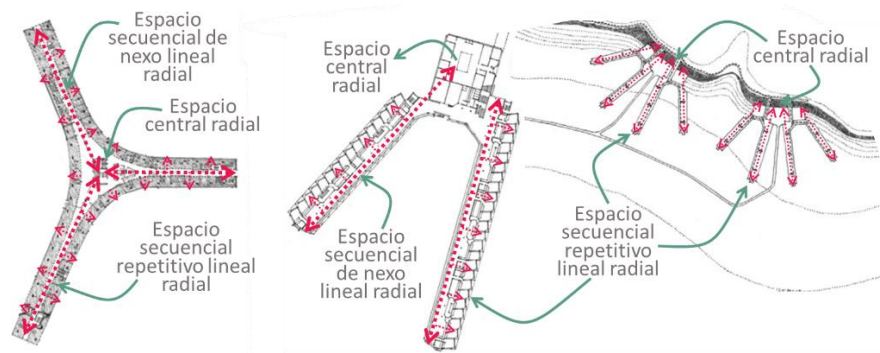 Espacio
secuencial de
nexo lineal
radial
Espacio
central radial
Espacio
secuencial
repetitivo lineal
radial
Espacio
central
radial
Espacio
secuencial
de nexo
lineal radial
Espacio
central radial
Espacio
secuencial
repetitivo
lineal radial